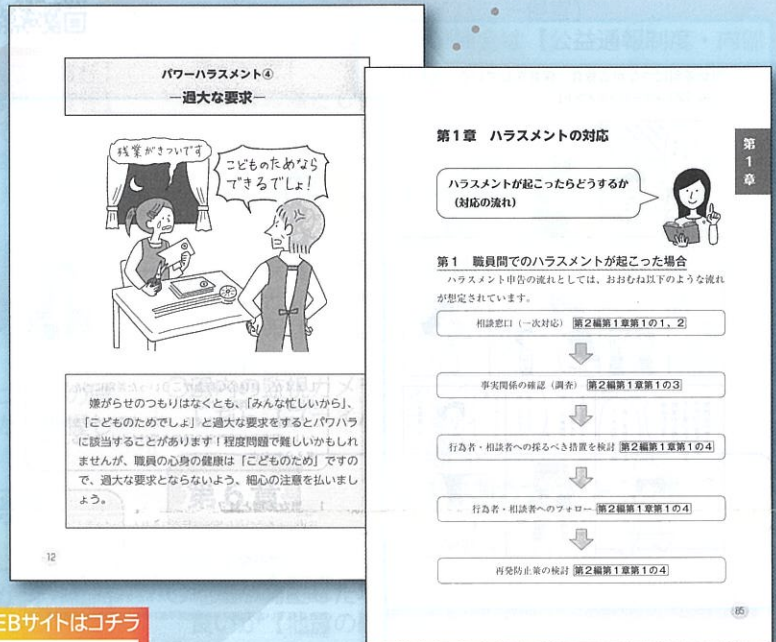 パワーハラスメント④
―過大な要求―
残業がきついです
こどものためなら
できるでしょ!
嫌がらせのつもりはなくとも、「みんな忙しいから」、
「こどものためでしょ」と過大な要求をするとパワハラ
に該当することがあります!程度問題で難しいかもしれ
ませんが、職員の心身の健康は「こどものため」ですの
で、過大な要求とならないよう、細心の注意を払いまし
ょう。
12
第1章 ハラスメントの対応
第1章
ハラスメントが起こったらどうするか
(対応の流れ)
第1 職員間でのハラスメントが起こった場合
ハラスメント申告の流れとしては、おおむね以下のような流れ
が想定されています。
相談窓口(一次対応) 第2編第1章第1の1、2
事実関係の確認(調査) 第2編第1章第1の3
行為者・相談者への採るべき措置を検討 第2編第1章第1の4
行為者・相談者へのフォロー 第2編第1章第1の4
再発防止策の検討 第2編第1章第1の4
85
EBサイトはコチラ